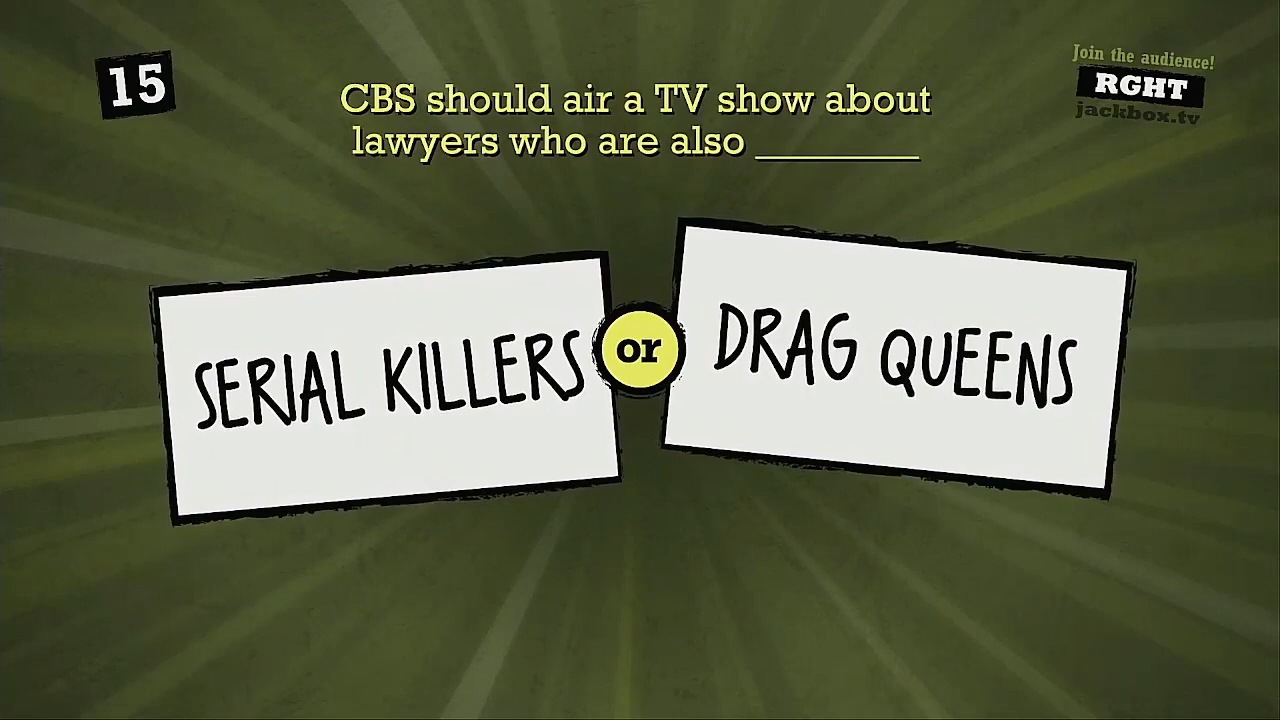 15
Join the audience!
RGHT
jackbox.tv
CBS should air a TV show about
lawyers who are also ________
SERIAL KILLERS
or
DRAG QUEENS